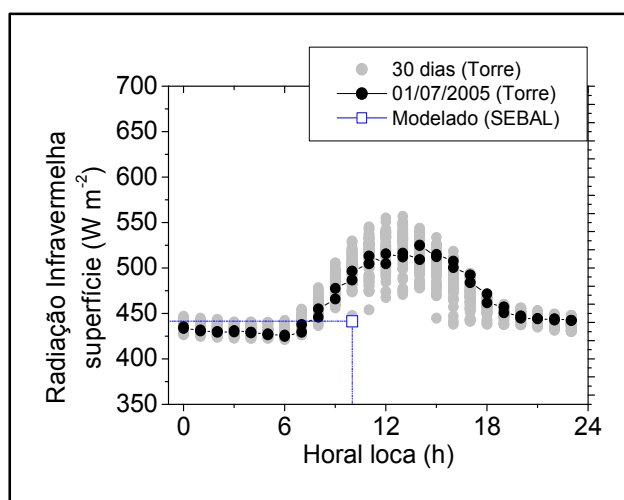 30 dias (Torre)
01/07/2005 (Torre)
Modelado (SEBAL)
Radiação Infravermelha
superfície (W m-2)
700
650
600
550
500
450
400
350
0
6
12
18
24
Horal loca (h)